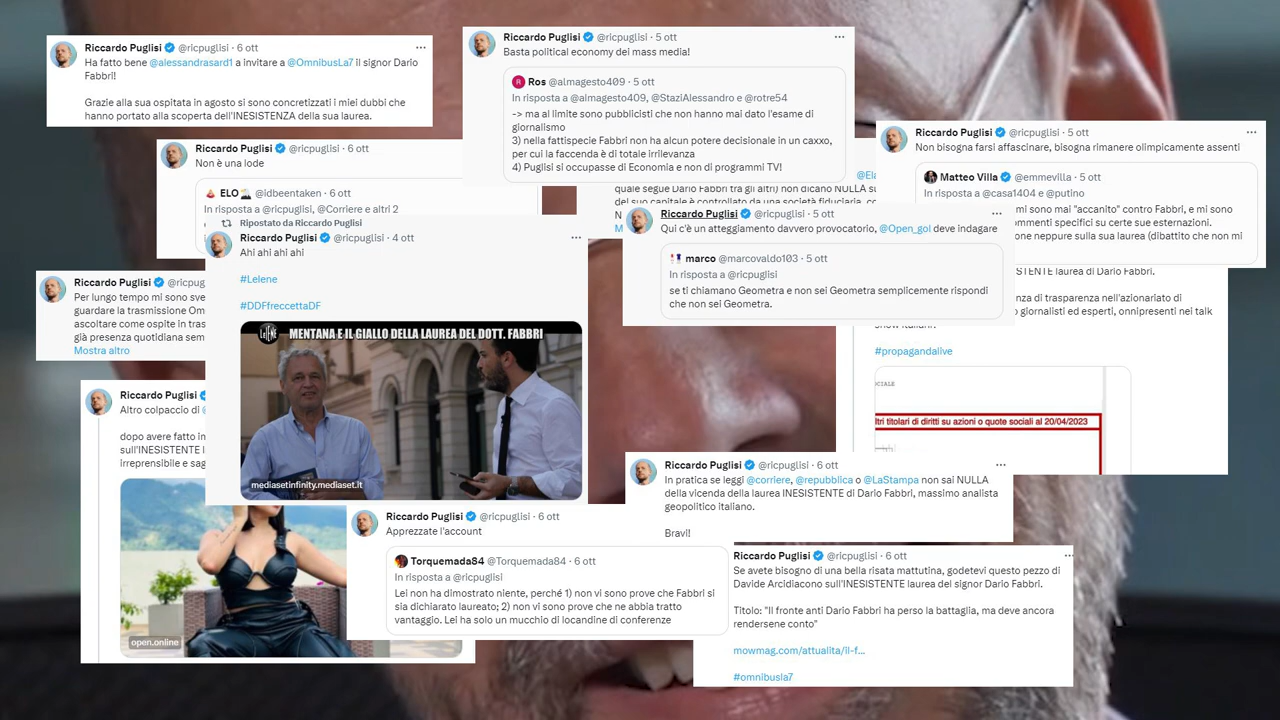 Riccardo Puglisi @ricpuglisi · 6 ott
Ha fatto bene @alessandrasard1 a invitare a @OmnibusLa7 il signor Dario
Fabbri!
Grazie alla sua ospitata in agosto si sono concretizzati i miei dubbi che
hanno portato alla scoperta dell'INESISTENZA della sua laurea.
Riccardo Puglisi @ricpuglisi · 5 ott
Basta political economy dei mass media!
Ros @almagesto409 · 5 ott
In risposta a @almagesto409, @StaziAlessandro e @rotre54
-> ma al limite sono pubblicisti che non hanno mai dato l'esame di
giornalismo
3) nella fattispecie Fabbri non ha alcun potere decisionale in un caxxo,
per cui la faccenda è di totale irrilevanza
4) Puglisi si occupasse di Economia e non di programmi TV!
Riccardo Puglisi @ricpuglisi · 5 ott
Non bisogna farsi affascinare, bisogna rimanere olimpicamente assenti
Matteo Villa @emmevilla · 5 ott
In risposta a @casa1404 e @putino
mi sono mai "accanito" contro Fabbri, e mi sono
ommenti specifici su certe sue esternazioni.
one neppure sulla sua laurea (dibattito che non mi
Riccardo Puglisi @ricpuglisi · 6 ott
Non è una lode
ELO @idbeentaken · 6 ott
In risposta a @ricpuglisi, @Corriere e altri 2
@Ela
quale segue Dario Fabbri tra gli altri) non dicano NULLA su
del suo capitale è controllato da una società fiduciaria, co
N
M
Riccardo Puglisi @ricpuglisi · 5 ott
Qui c'è un atteggiamento davvero provocatorio, @Open_gol deve indagare
marco @marcovaldo103 · 5 ott
In risposta a @ricpuglisi
se ti chiamano Geometra e non sei Geometra semplicemente rispondi
che non sei Geometra.
Ripostato da Riccardo Puglisi
Riccardo Puglisi @ricpuglisi · 4 ott
Ahi ahi ahi ahi
#LeIene
#DDFfreccettaDF
LeIENE
MENTANA E IL GIALLO DELLA LAUREA DEL DOTT. FABBRI
mediasetinfinity.mediaset.it
Riccardo Puglisi @ricpug
Per lungo tempo mi sono sve
guardare la trasmissione Om
ascoltare come ospite in tras
già presenza quotidiana sem
Mostra altro
ISTENTE laurea di Dario Fabbri.
nza di trasparenza nell'azionariato di
o giornalisti ed esperti, onnipresenti nei talk
show italiani.
#propagandalive
CIALE
ltri titolari di diritti su azioni o quote sociali al 20/04/2023
Riccardo Puglisi
Altro colpaccio di @
dopo avere fatto in
sull'INESISTENTE l
irreprensibile e sag
open.online
Riccardo Puglisi @ricpuglisi · 6 ott
In pratica se leggi @corriere, @repubblica o @LaStampa non sai NULLA
della vicenda della laurea INESISTENTE di Dario Fabbri, massimo analista
geopolitico italiano.
Bravi!
Riccardo Puglisi @ricpuglisi · 6 ott
Apprezzate l'account
Torquemada84 @Torquemada84 · 6 ott
In risposta a @ricpuglisi
Lei non ha dimostrato niente, perché 1) non vi sono prove che Fabbri si
sia dichiarato laureato; 2) non vi sono prove che ne abbia tratto
vantaggio. Lei ha solo un mucchio di locandine di conferenze
Riccardo Puglisi @ricpuglisi · 6 ott
Se avete bisogno di una bella risata mattutina, godetevi questo pezzo di
Davide Arcidiacono sull'INESISTENTE laurea del signor Dario Fabbri.
Titolo: "Il fronte anti Dario Fabbri ha perso la battaglia, ma deve ancora
rendersene conto"
mowmag.com/attualita/il-f...
#omnibusla7